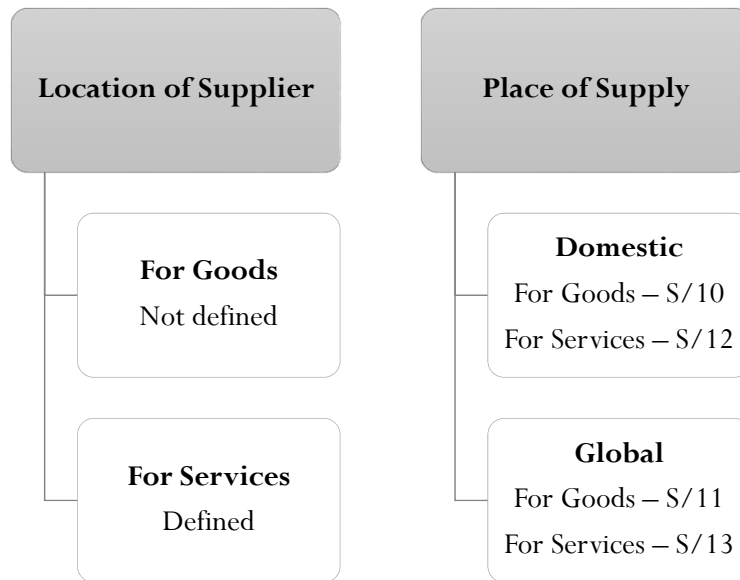 Location of Supplier
For Goods
Not defined
For Services
Defined
Place of Supply
Domestic
For Goods – S/10
For Services – S/12
Global
For Goods – S/11
For Services – S/13